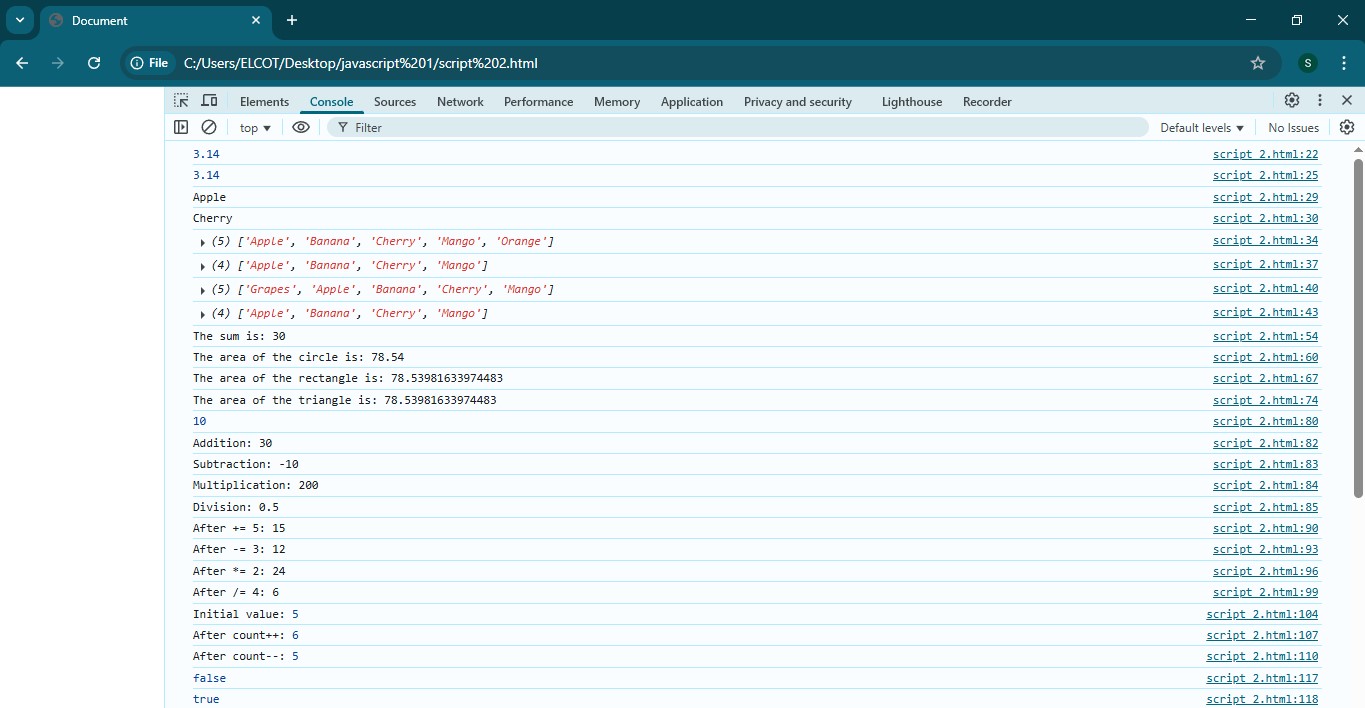 Document
File C:/Users/ELCOT/Desktop/javascript%201/script%202.html S
Elements Console Sources Network Performance Memory Application Privacy and security Lighthouse Recorder
top Filter Default levels No Issues
3.14 script 2.html:22
3.14 script 2.html:25
Apple script 2.html:29
Cherry script 2.html:30
(5) ['Apple', 'Banana', 'Cherry', 'Mango', 'Orange'] script 2.html:34
(4) ['Apple', 'Banana', 'Cherry', 'Mango'] script 2.html:37
(5) ['Grapes', 'Apple', 'Banana', 'Cherry', 'Mango'] script 2.html:40
(4) ['Apple', 'Banana', 'Cherry', 'Mango'] script 2.html:43
The sum is: 30 script 2.html:54
The area of the circle is: 78.54 script 2.html:60
The area of the rectangle is: 78.53981633974483 script 2.html:67
The area of the triangle is: 78.53981633974483 script 2.html:74
10 script 2.html:80
Addition: 30 script 2.html:82
Subtraction: -10 script 2.html:83
Multiplication: 200 script 2.html:84
Division: 0.5 script 2.html:85
After += 5: 15 script 2.html:90
After -= 3: 12 script 2.html:93
After *= 2: 24 script 2.html:96
After /= 4: 6 script 2.html:99
Initial value: 5 script 2.html:104
After count++: 6 script 2.html:107
After count--: 5 script 2.html:110
false script 2.html:117
true script 2.html:118